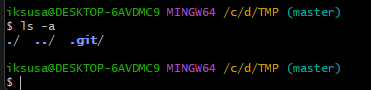 iksusa@DESKTOP-6AVDMC9 MINGW64 /c/d/TMP (master)
$ ls -a
./  ../  .git/
iksusa@DESKTOP-6AVDMC9 MINGW64 /c/d/TMP (master)
$